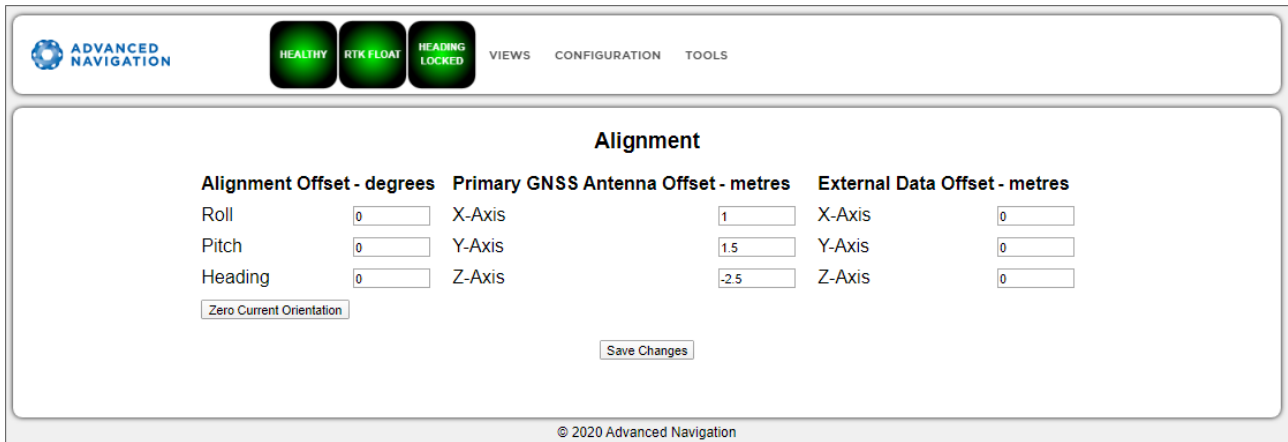 ADVANCED NAVIGATION
HEALTHY RTK FLOAT HEADING LOCKED VIEWS CONFIGURATION TOOLS
Alignment
Alignment Offset - degrees Primary GNSS Antenna Offset - metres External Data Offset - metres
Roll 0 X-Axis 1 X-Axis 0
Pitch 0 Y-Axis 1.5 Y-Axis 0
Heading 0 Z-Axis -2.5 Z-Axis 0
Zero Current Orientation
Save Changes
© 2020 Advanced Navigation